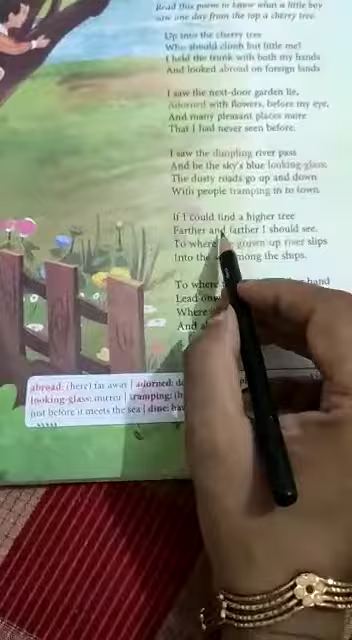 Read this poem to know what a little boy
saw one day from the top a cherry tree.
Up into the cherry tree
Who should climb but little me!
I held the trunk with both my hands
And looked abroad on foreign lands
I saw the next-door garden lie,
Adorned with flowers, before my eye,
And many pleasant places more
That I had never seen before.
I saw the dimpling river pass
And be the sky's blue looking-glass;
The dusty roads go up and down
With people tramping in to town
If I could find a higher tree
Farther and farther I should see,
To where grown up river slips
Into the among the ships.
To where hand
Lead
Where
And
abroad: (here) far away | adorned:
looking-glass: mirror | tramping:
not before it meets the sea | dine: